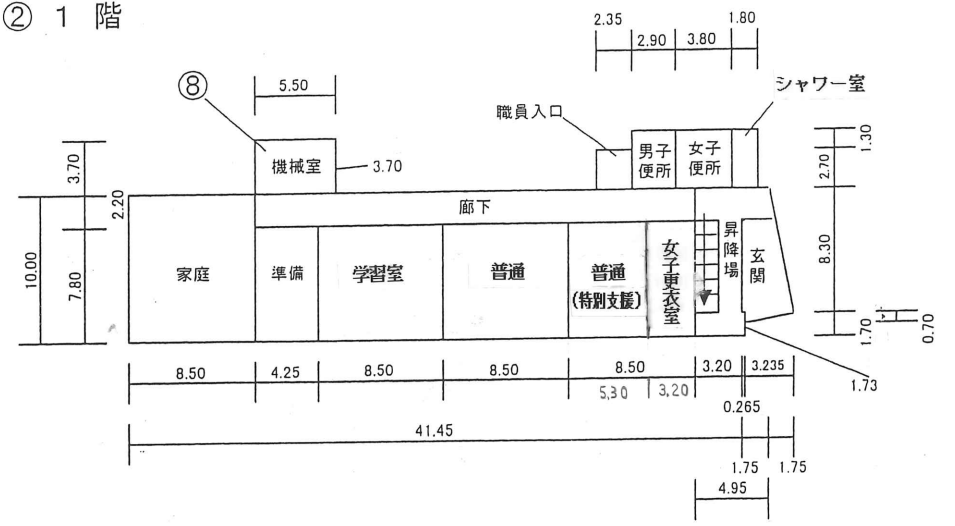 ② 1 階
2.35
1.80
2.90
3.80
5.50
⑧
シャワー室
職員入口
1.30
3.70
機械室
3.70
男子
便所
女子
便所
2.70
2.20
廊下
10.00
7.80
家庭
準備
学習室
普通
普通
(特別支援)
女子更衣室
昇降場
玄関
8.30
1.70
0.70
8.50
4.25
8.50
8.50
8.50
3.20
3.235
1.73
5.30
3.20
0.265
41.45
1.75
1.75
4.95